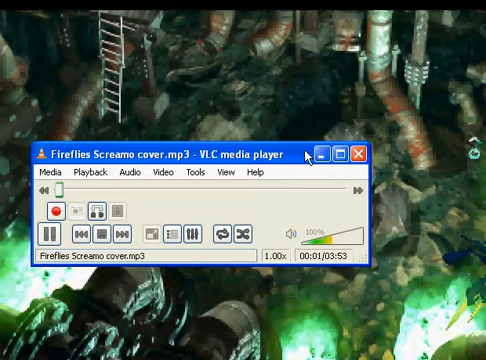 Fireflies Screamo cover.mp3 - VLC media player
Media Playback Audio Video Tools View Help
100%
Fireflies Screamo cover.mp3 1.00x 00:01/03:53